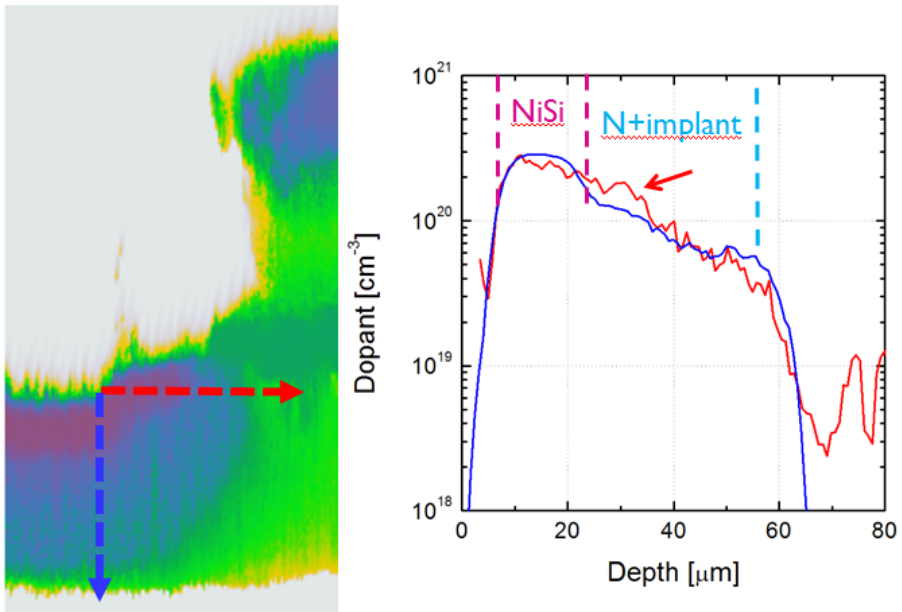 10²¹
10²⁰
10¹⁹
10¹⁸
Dopant [cm⁻³]
NiSi
N+implant
0
20
40
60
80
Depth [μm]